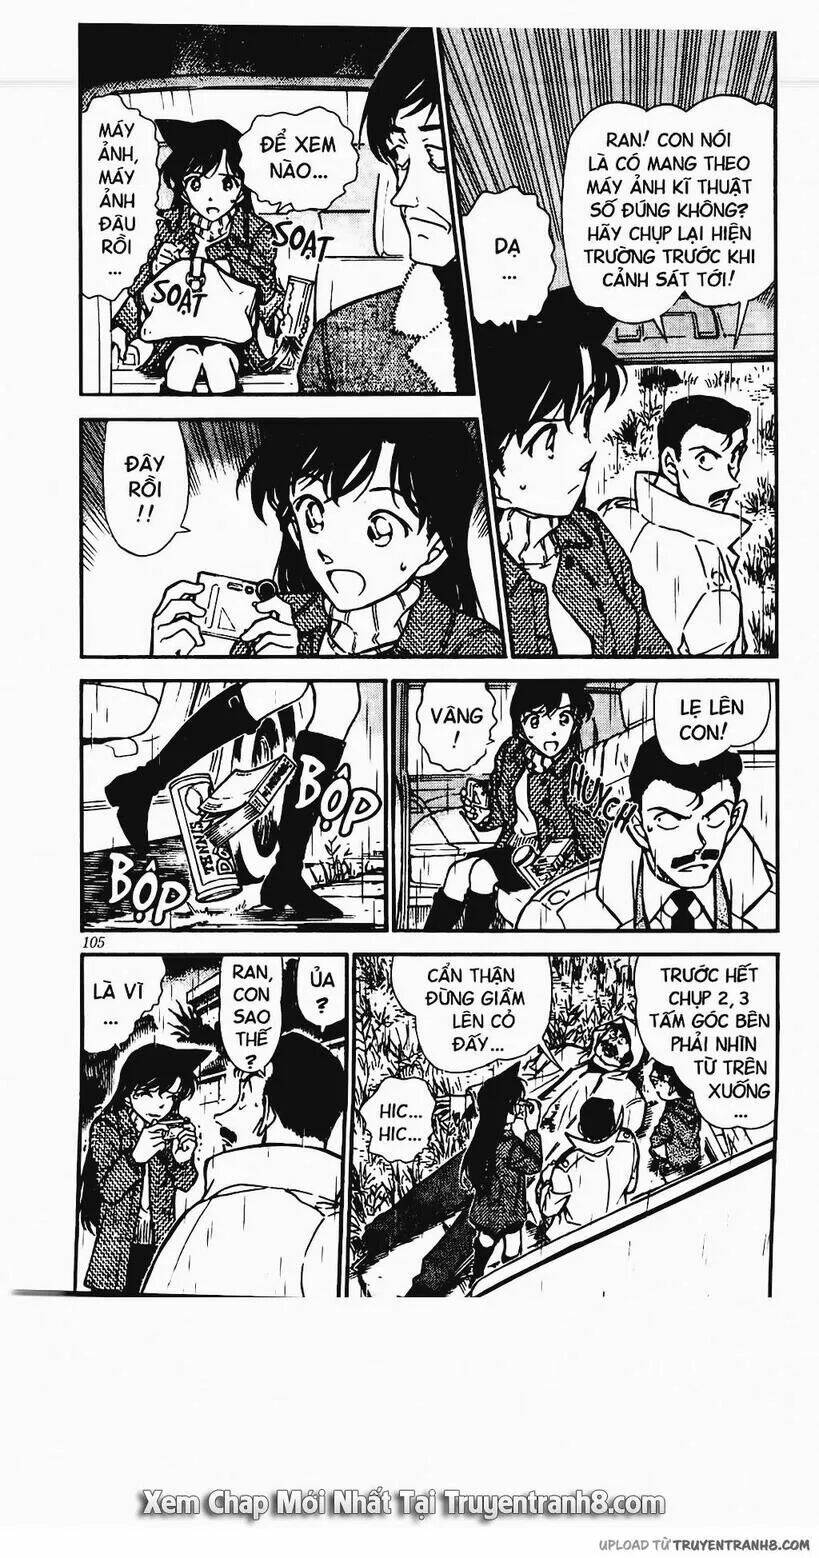 RAN! CON NÓI
LÀ CÓ MANG THEO
MÁY ẢNH KĨ THUẬT
SỐ ĐÚNG KHÔNG?
HÃY CHỤP LẠI HIỆN
TRƯỜNG TRƯỚC KHI
CẢNH SÁT TỚI!
DẠ
...
ĐỂ XEM
NÀO...
SOẠT
SOẠT
MÁY
ẢNH,
MÁY
ẢNH
ĐÂU
RỒI
...
ĐÂY
RỒI
!!
LẸ LÊN
CON!
VÂNG
!
HUỴCH
BỘP
BỘP
TENNIS
105
TRƯỚC HẾT
CHỤP 2, 3
TẤM GÓC BÊN
PHẢI NHÌN
TỪ TRÊN
XUỐNG
...
CẨN THẬN
ĐỪNG GIẪM
LÊN CỎ
ĐẤY...
HIC...
HIC...
ỦA
?
RAN,
CON
SAO
THẾ
?
LÀ VÌ
...
Xem Chap Mới Nhất Tại Truyentranh8.com
UPLOAD TỪ TRUYENTRANH8.COM